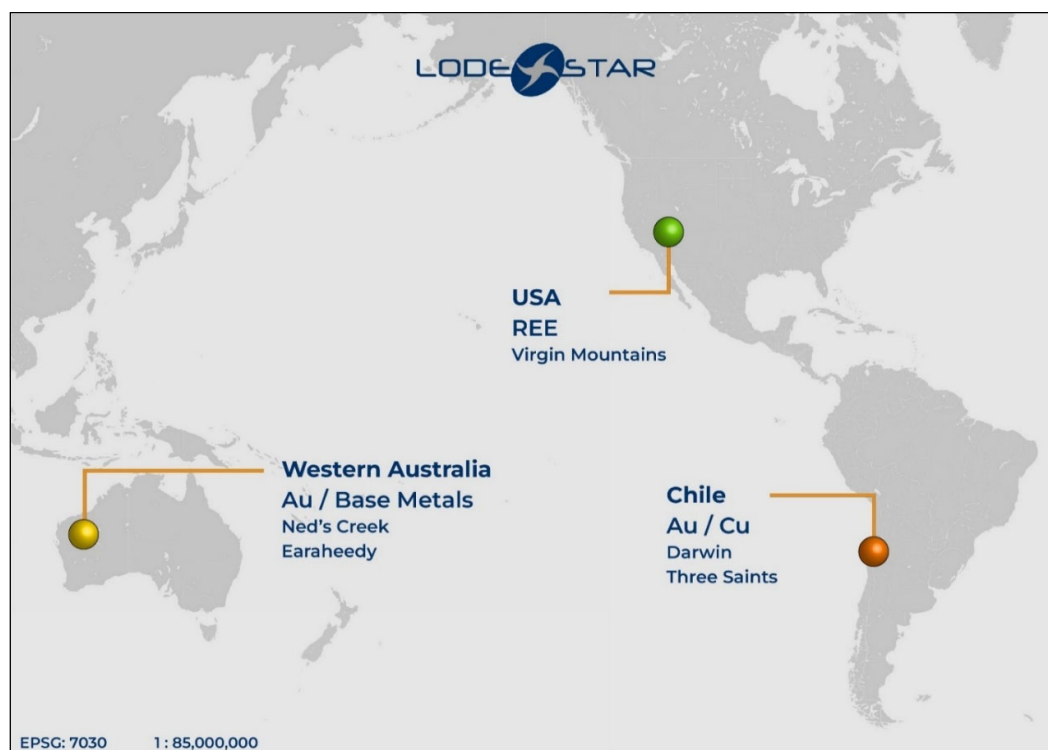 LODESTAR
USA
REE
Virgin Mountains
Western Australia
Au / Base Metals
Ned's Creek
Earaheedy
Chile
Au / Cu
Darwin
Three Saints
EPSG: 7030 1 : 85,000,000